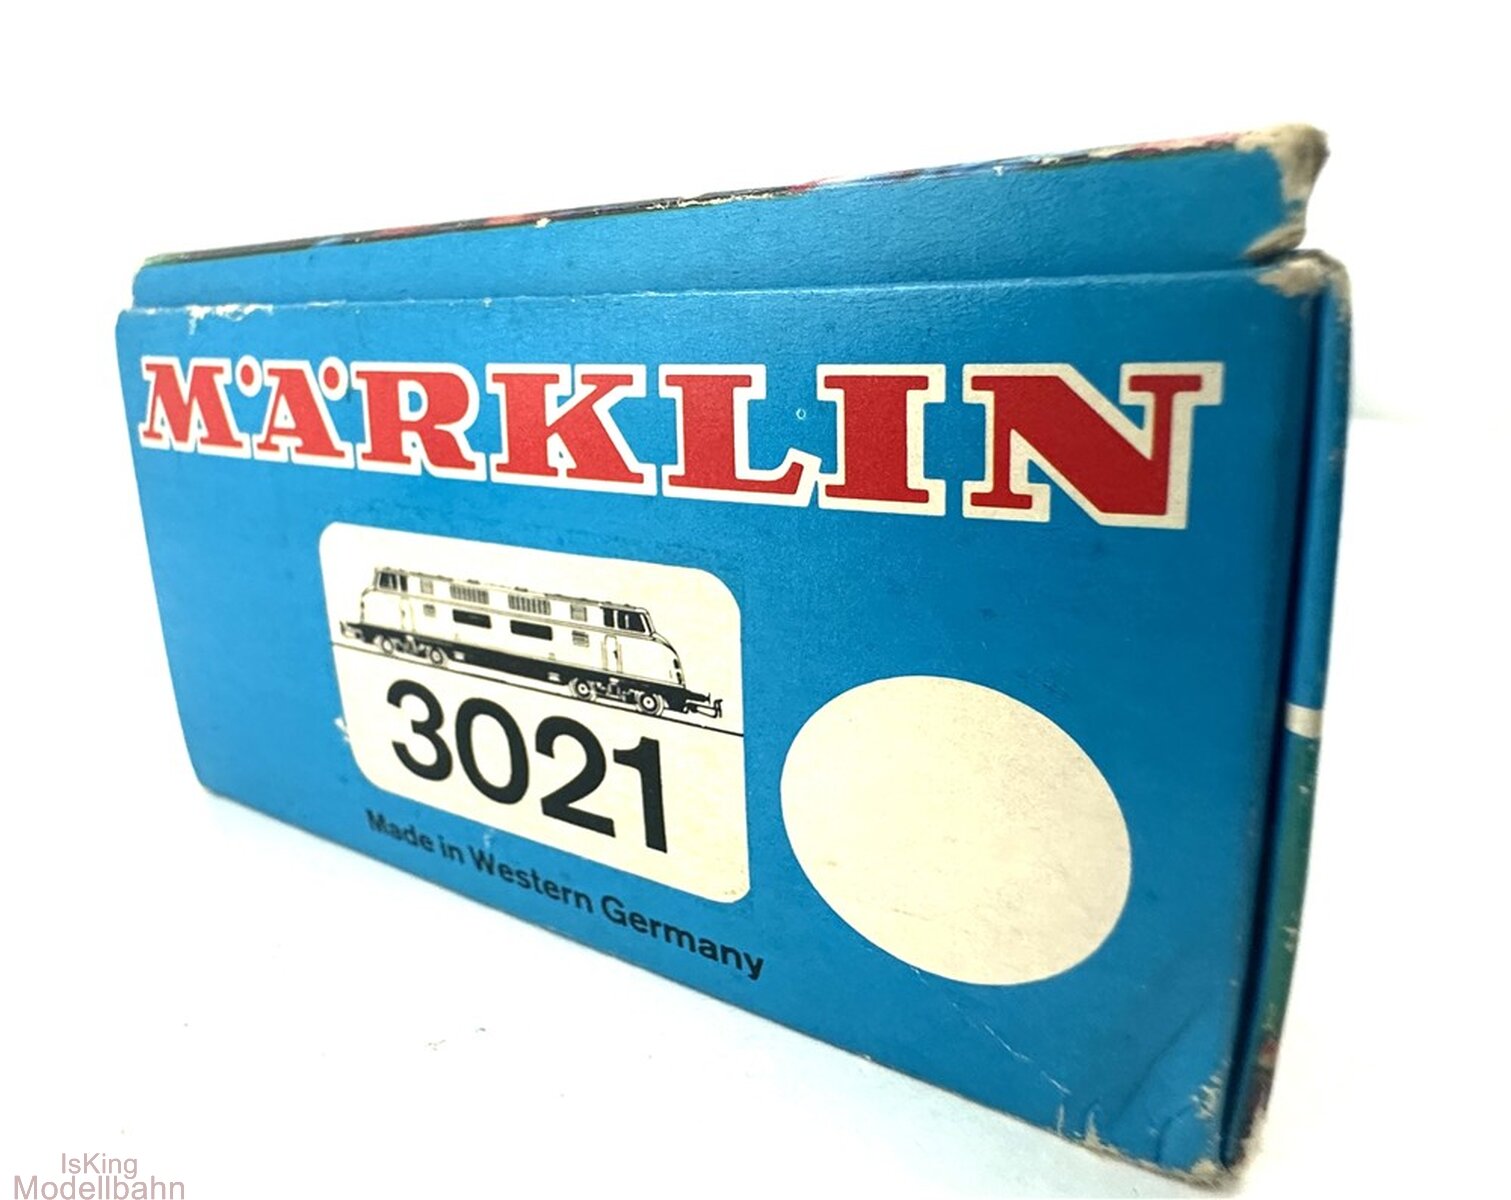 MÄRKLIN
3021
Made in Western Germany
IsKing
Modellbahn